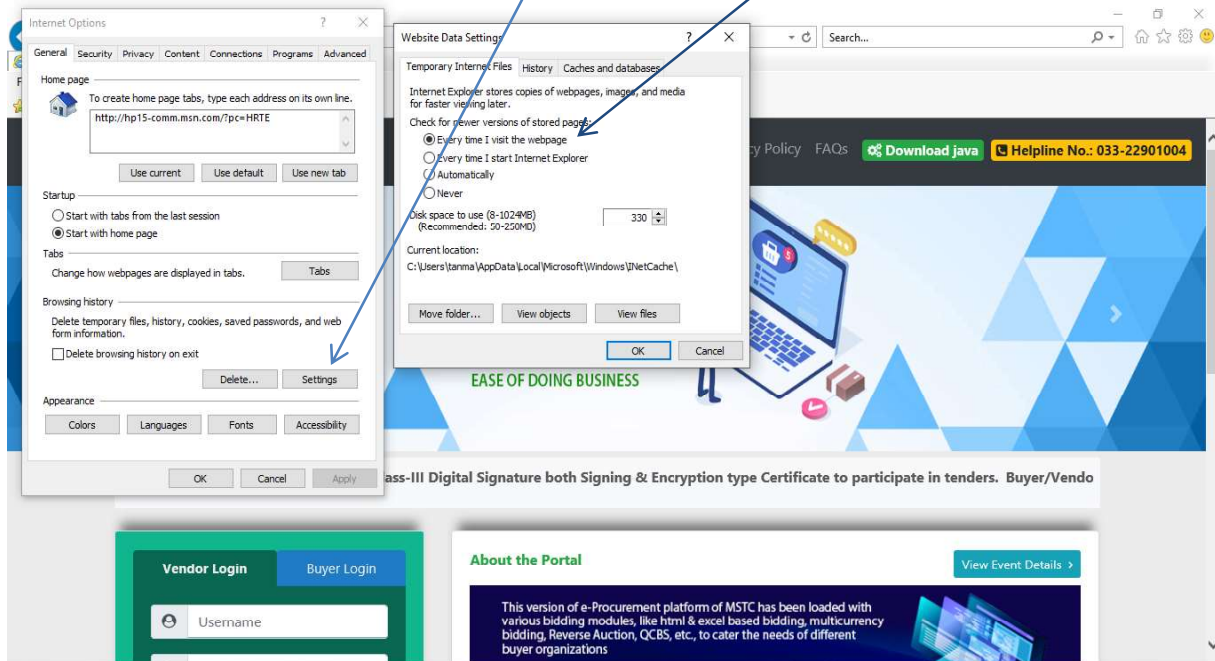 Internet Options
? ×
General Security Privacy Content Connections Programs Advanced
Home page
To create home page tabs, type each address on its own line.
http://hp15-comm.msn.com/?pc=HRTE
Use current Use default Use new tab
Startup
Start with tabs from the last session
Start with home page
Tabs
Change how webpages are displayed in tabs.
Tabs
Browsing history
Delete temporary files, history, cookies, saved passwords, and web
form information.
Delete browsing history on exit
Delete... Settings
Appearance
Colors Languages Fonts Accessibility
OK Cancel Apply
Website Data Settings
? ×
Temporary Internet Files History Caches and databases
Internet Explorer stores copies of webpages, images, and media
for faster viewing later.
Check for newer versions of stored pages:
Every time I visit the webpage
Every time I start Internet Explorer
Automatically
Never
Disk space to use (8-1024MB)
330
(Recommended: 50-250MB)
Current location:
C:\Users\tanma\AppData\Local\Microsoft\Windows\INetCache\
Move folder... View objects View files
OK Cancel
Search...
cy Policy FAQs Download java Helpline No.: 033-22901004
5
EASE OF DOING BUSINESS
ass-III Digital Signature both Signing & Encryption type Certificate to participate in tenders. Buyer/Vendo
Vendor Login Buyer Login
Username
About the Portal
View Event Details >
This version of e-Procurement platform of MSTC has been loaded with
various bidding modules, like html & excel based bidding, multicurrency
bidding, Reverse Auction, QCBS, etc., to cater the needs of different
buyer organizations